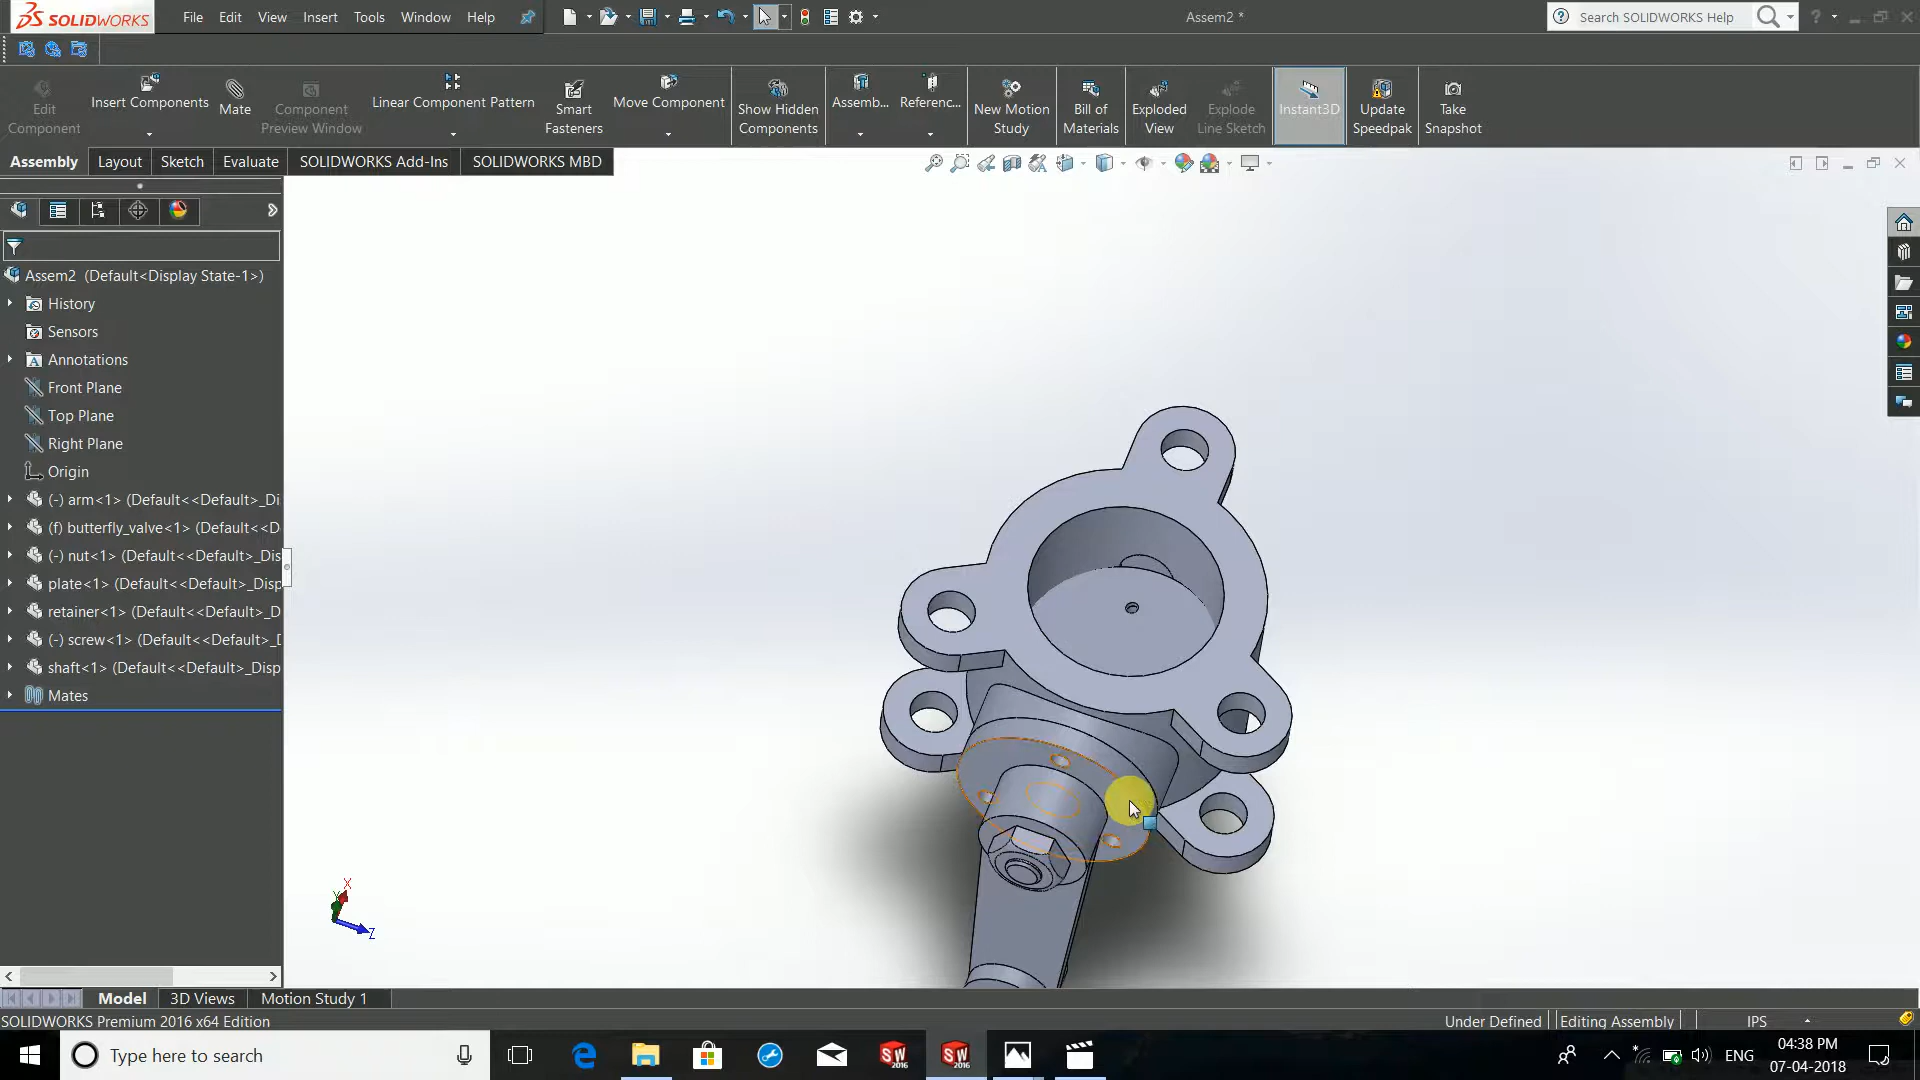 SOLIDWORKS
File Edit View Insert Tools Window Help
Assem2 *
Search SOLIDWORKS Help
Edit Component
Insert Components
Mate
Component Preview Window
Linear Component Pattern
Smart Fasteners
Move Component
Show Hidden Components
Assemb...
Referenc...
New Motion Study
Bill of Materials
Exploded View
Explode Line Sketch
Instant3D
Update Speedpak
Take Snapshot
Assembly Layout Sketch Evaluate SOLIDWORKS Add-Ins SOLIDWORKS MBD
Assem2 (Default<Display State-1>)
History
Sensors
Annotations
Front Plane
Top Plane
Right Plane
Origin
(-) arm<1> (Default<<Default>_Di
(f) butterfly_valve<1> (Default<<D
(-) nut<1> (Default<<Default>_Dis
plate<1> (Default<<Default>_Disp
retainer<1> (Default<<Default>_D
(-) screw<1> (Default<<Default>_D
shaft<1> (Default<<Default>_Disp
Mates
X
Y
Z
Model 3D Views Motion Study 1
SOLIDWORKS Premium 2016 x64 Edition
Under Defined Editing Assembly IPS
Type here to search
SW 2016
SW 2016
ENG
04:38 PM
07-04-2018